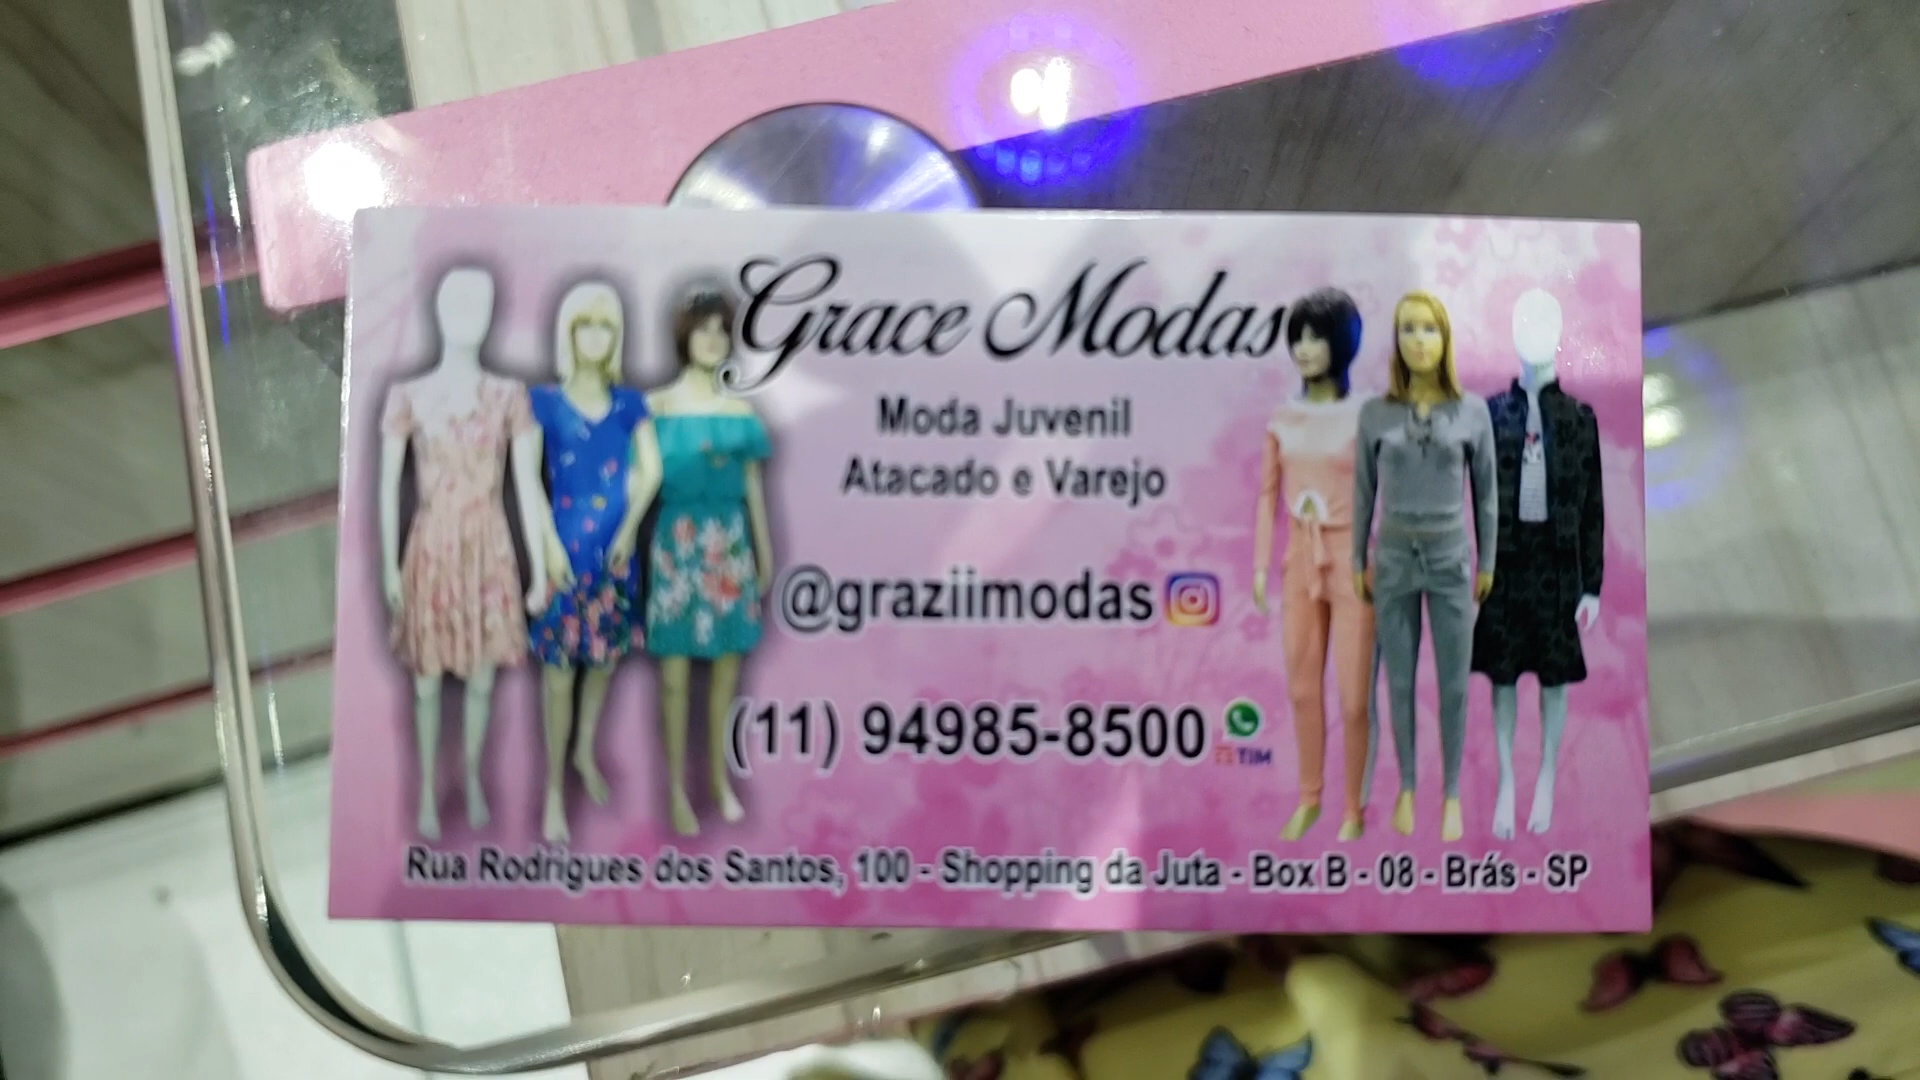 Grace Modas
Moda Juvenil
Atacado e Varejo
@graziimodas
(11) 94985-8500
TIM
Rua Rodrigues dos Santos, 100 - Shopping da Juta - Box B - 08 - Brás - SP